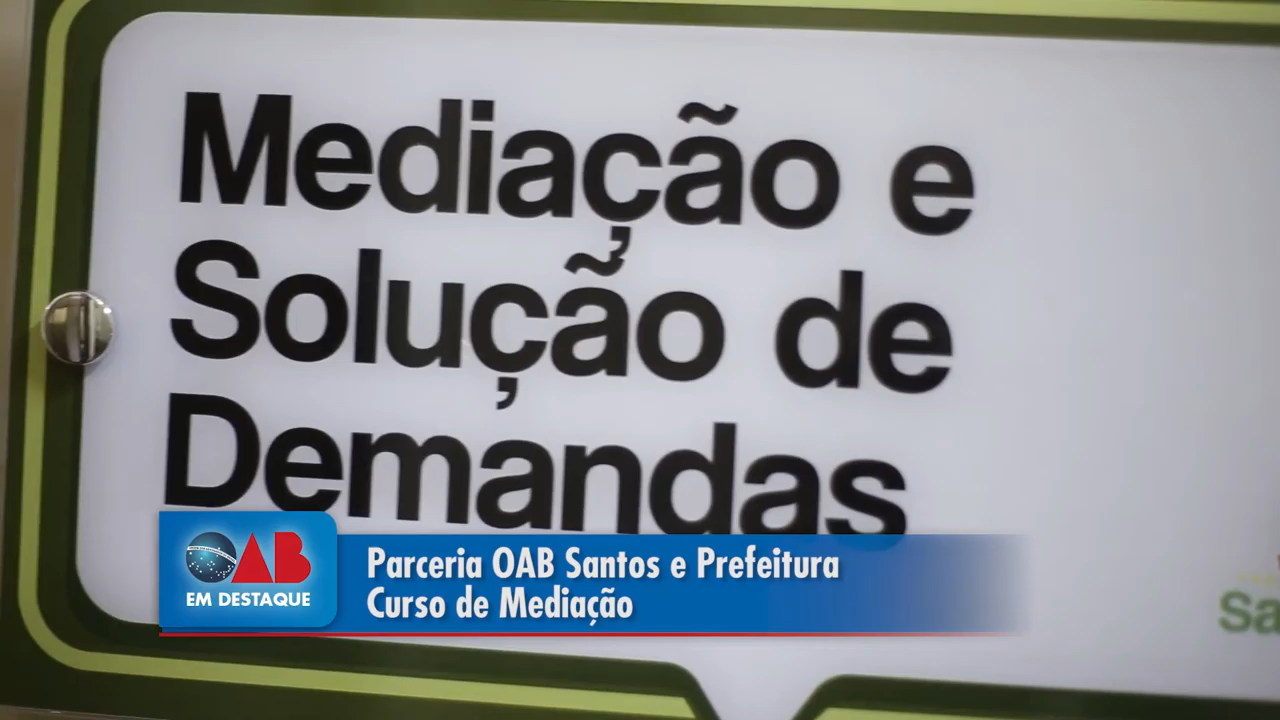 Mediação e
Solução de
Demandas
OAB
EM DESTAQUE
Parceria OAB Santos e Prefeitura
Curso de Mediação